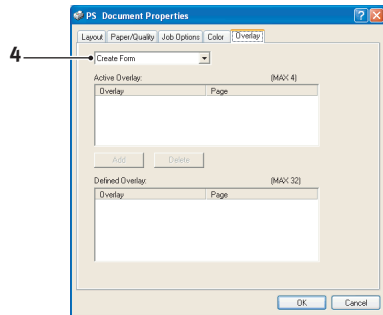 PS Document Properties
Layout Paper/Quality Job Options Color Overlay
4
Create Form
Active Overlay: (MAX 4)
Overlay Page
Add Delete
Defined Overlay: (MAX 32)
Overlay Page
OK Cancel